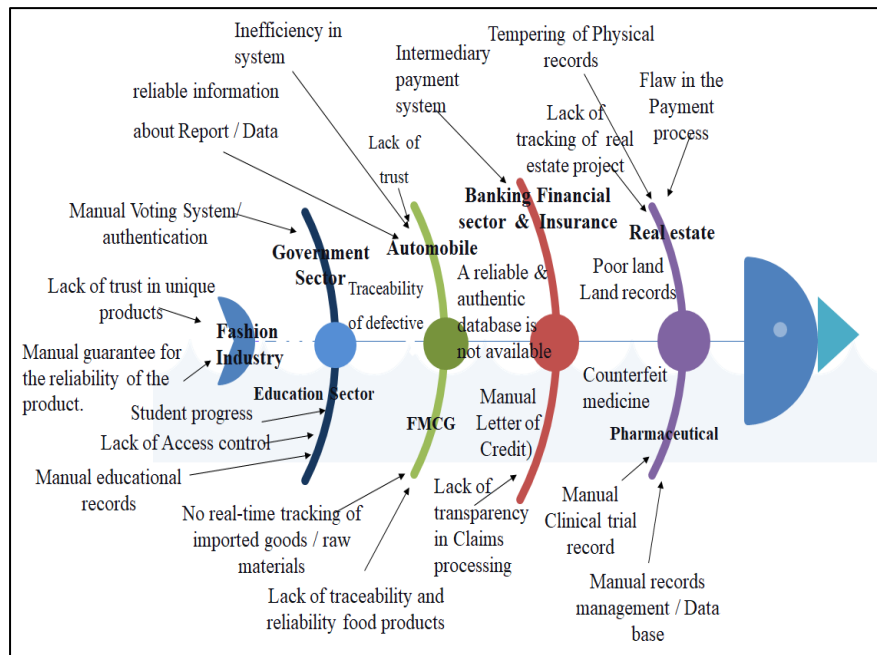 Inefficiency in
system
reliable information
about Report / Data
Lack of
trust
Intermediary
payment
system
Tempering of Physical
records
Flaw in the
Payment
process
Lack of
tracking of real
estate project
Manual Voting System/
authentication
Government
Sector
Automobile
Banking Financial
sector & Insurance
Real estate
Lack of trust in unique
products
Fashion
Industry
Manual guarantee for
the reliability of the
product.
Traceability
of defective
A reliable &
authentic
database is
not available
Poor land
Land records
Education Sector
Student progress
Lack of Access control
Manual educational
records
FMCG
No real-time tracking of
imported goods / raw
materials
Lack of traceability and
reliability food products
Manual
Letter of
Credit)
Lack of
transparency
in Claims
processing
Counterfeit
medicine
Pharmaceutical
Manual
Clinical trial
record
Manual records
management / Data
base